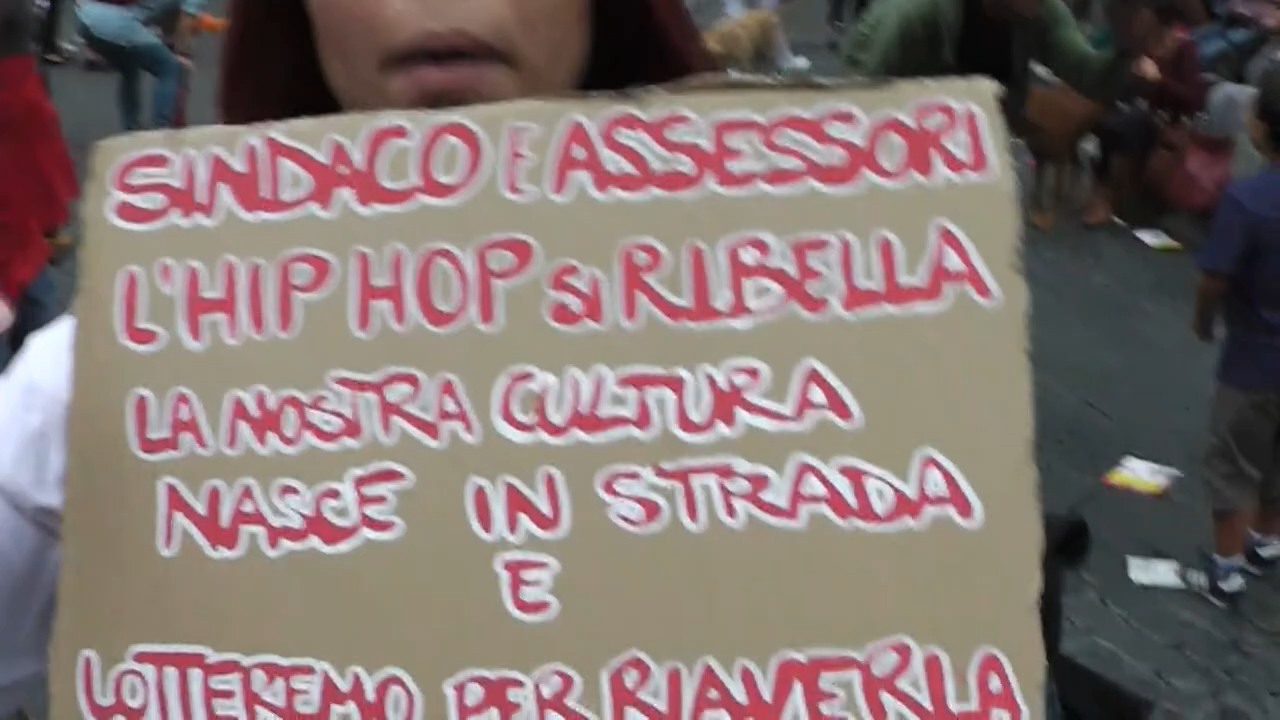 SINDACO E ASSESSORI
L'HIP HOP SI RIBELLA
LA NOSTRA CULTURA
NASCE IN STRADA
E
LOTTEREMO PER RIAVERLA